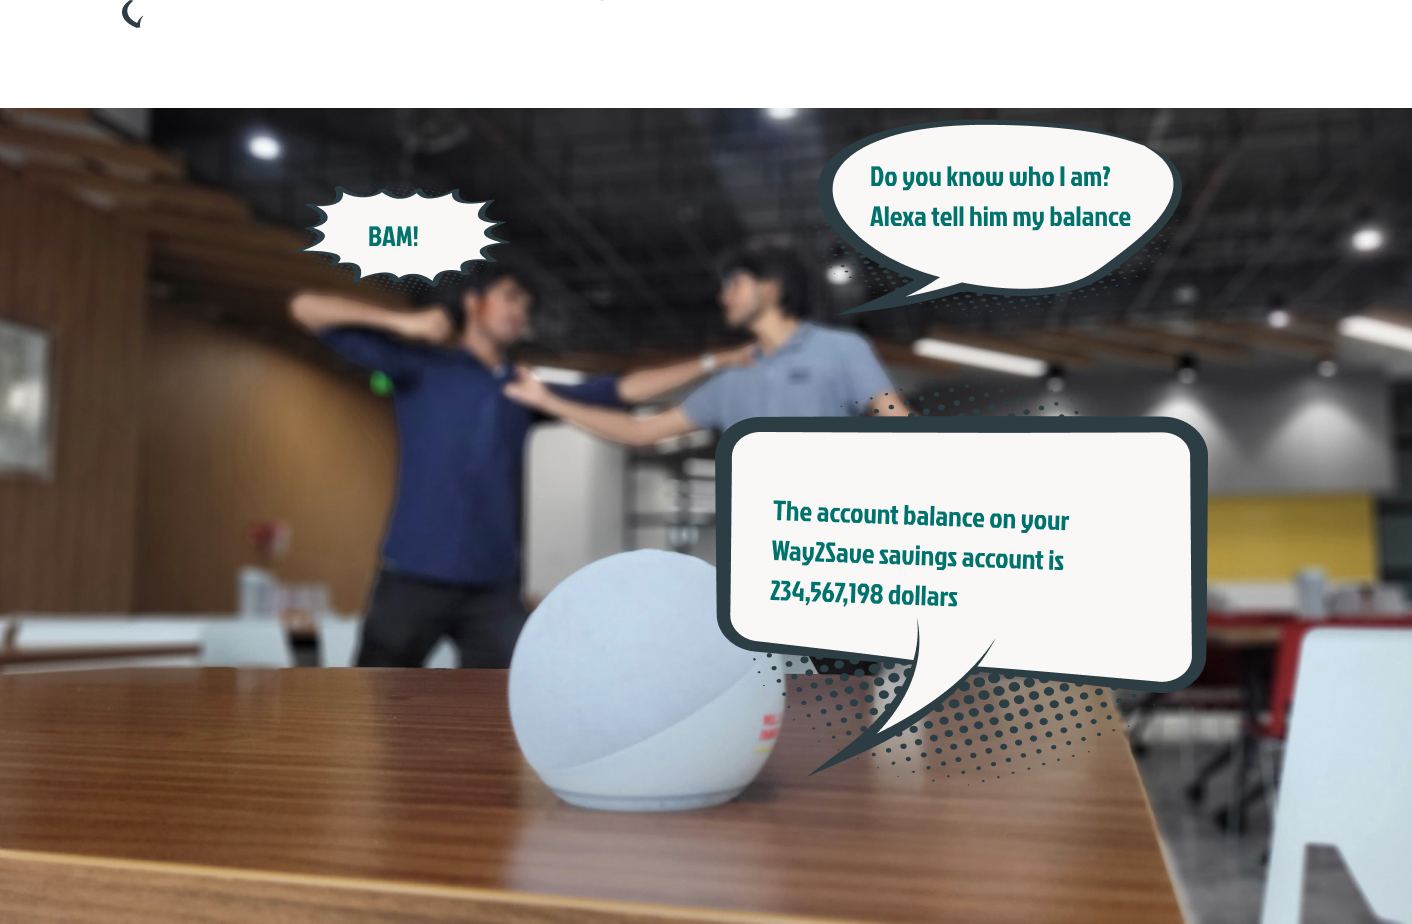 Do you know who I am?
Alexa tell him my balance
BAM!
The account balance on your
Way2Save savings account is
234,567,198 dollars